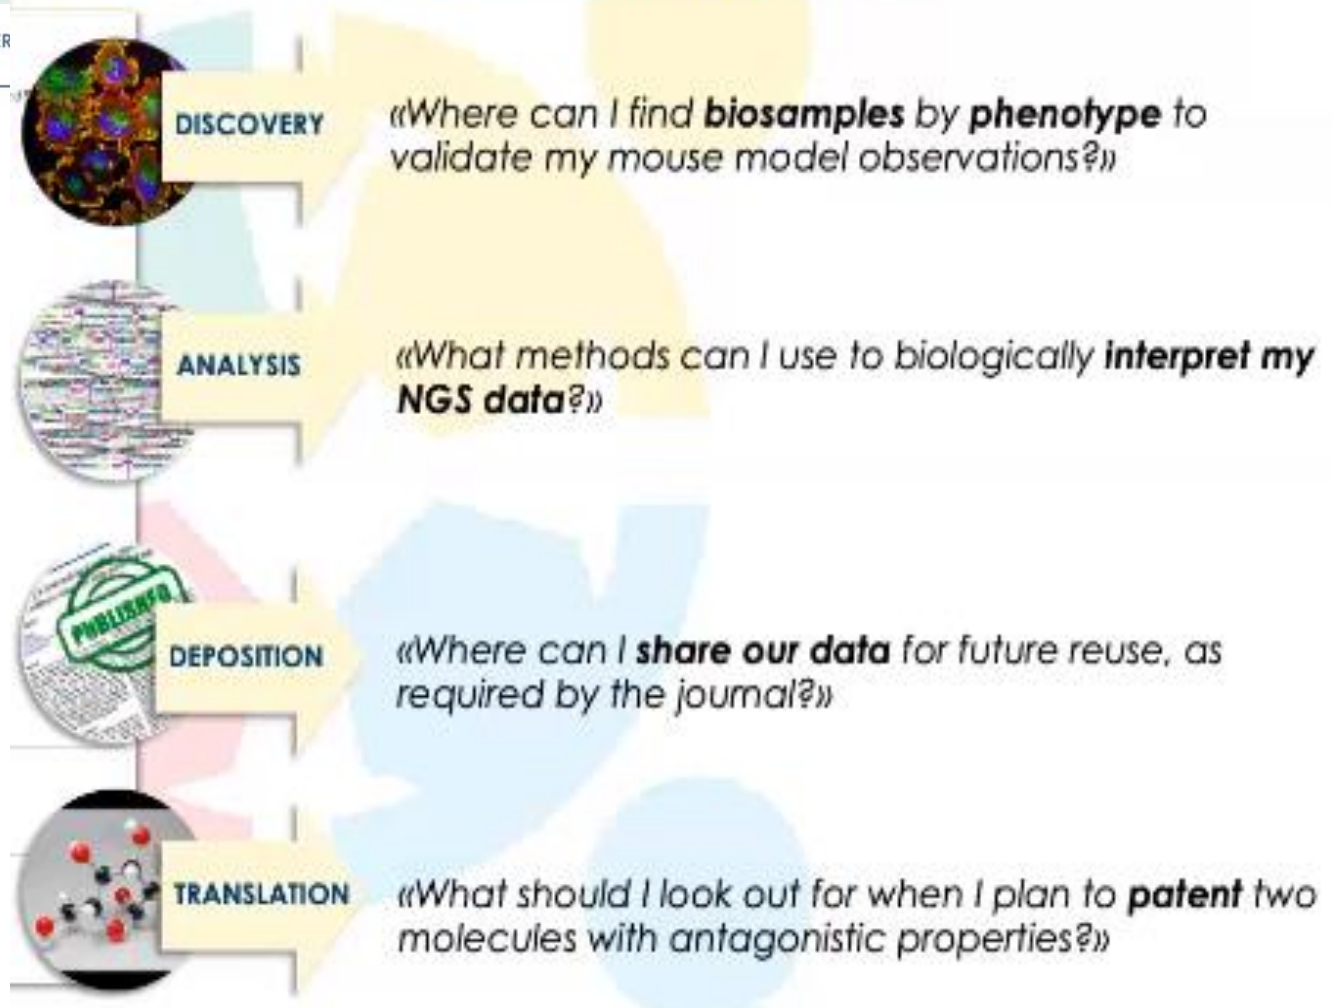 DISCOVERY
«Where can I find biosamples by phenotype to
validate my mouse model observations?»
ANALYSIS
«What methods can I use to biologically interpret my
NGS data?»
PUBLISHED
DEPOSITION
«Where can I share our data for future reuse, as
required by the journal?»
TRANSLATION
«What should I look out for when I plan to patent two
molecules with antagonistic properties?»